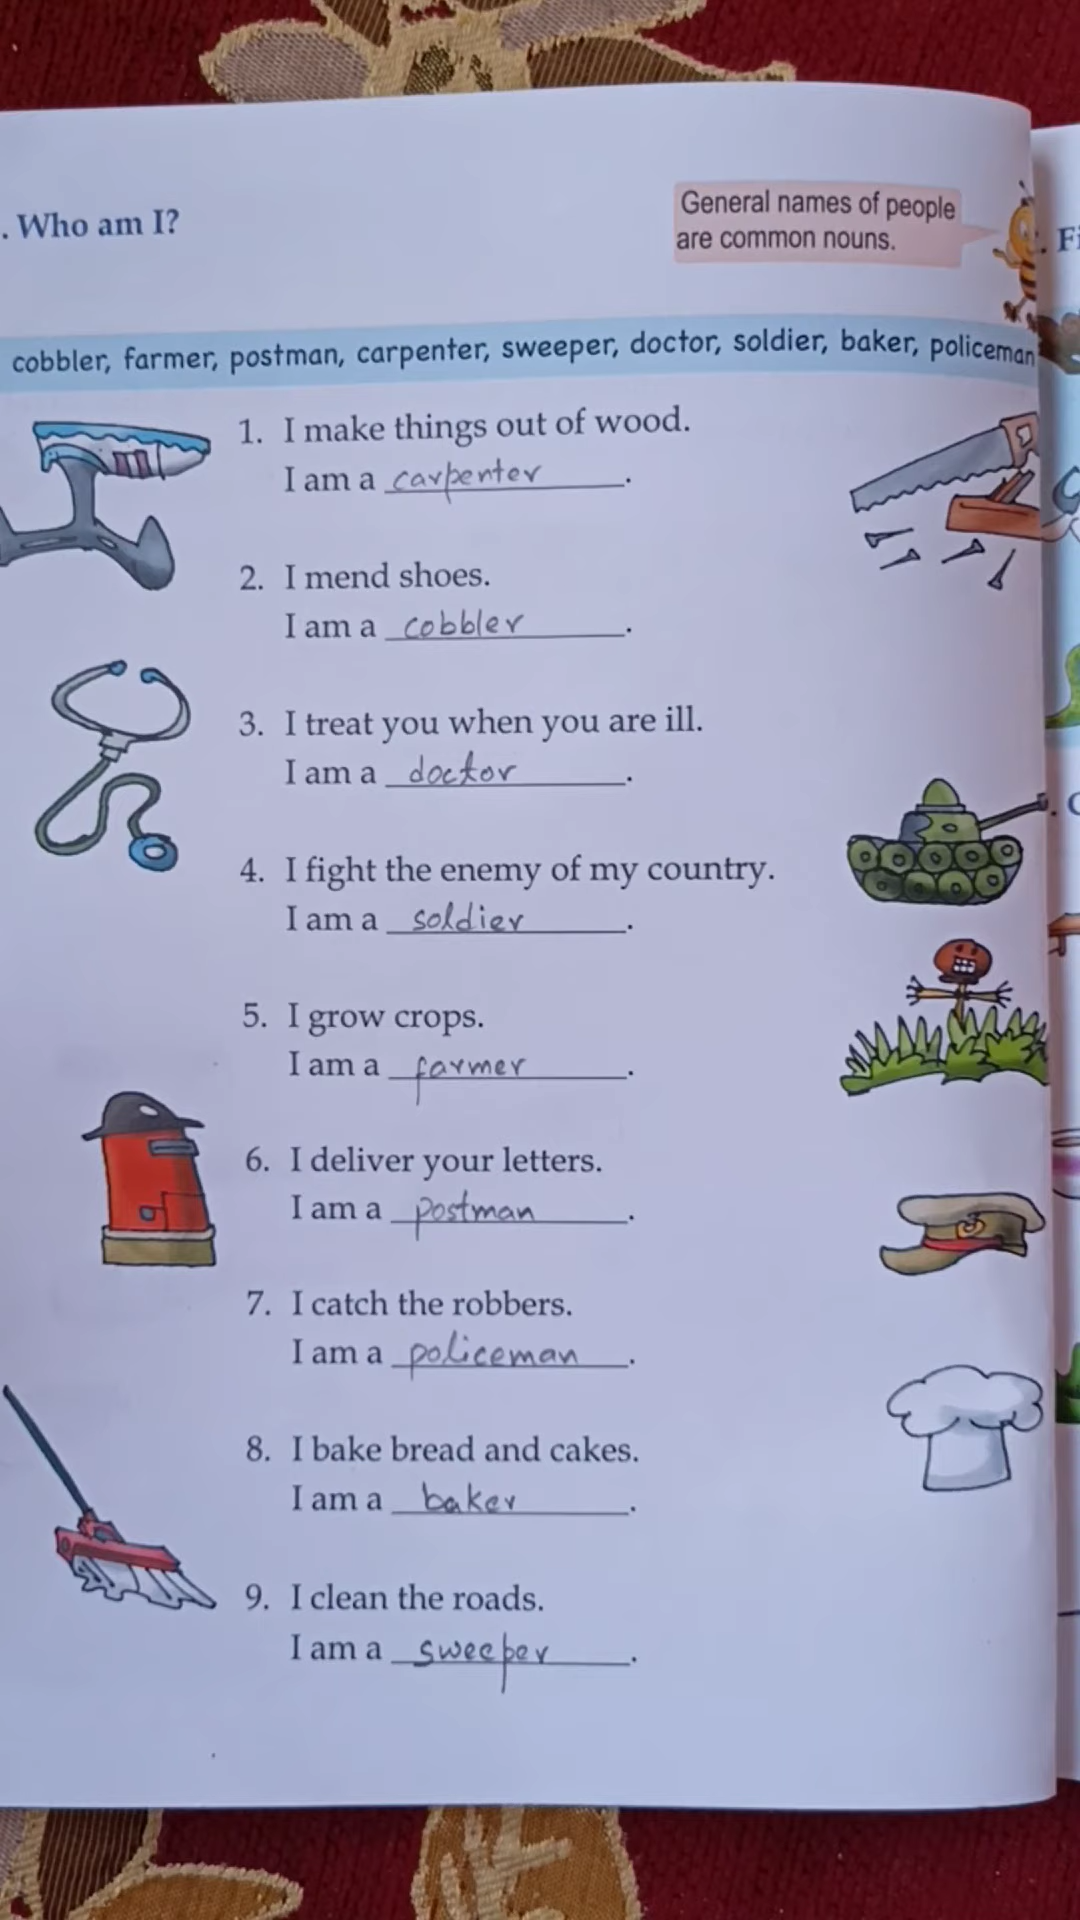 . Who am I?
General names of people
are common nouns.
cobbler, farmer, postman, carpenter, sweeper, doctor, soldier, baker, policeman
1. I make things out of wood.
I am a carpenter.
2. I mend shoes.
I am a cobbler.
3. I treat you when you are ill.
I am a doctor.
4. I fight the enemy of my country.
I am a soldier.
5. I grow crops.
I am a farmer.
6. I deliver your letters.
I am a postman.
7. I catch the robbers.
I am a policeman.
8. I bake bread and cakes.
I am a baker.
9. I clean the roads.
I am a sweeper.